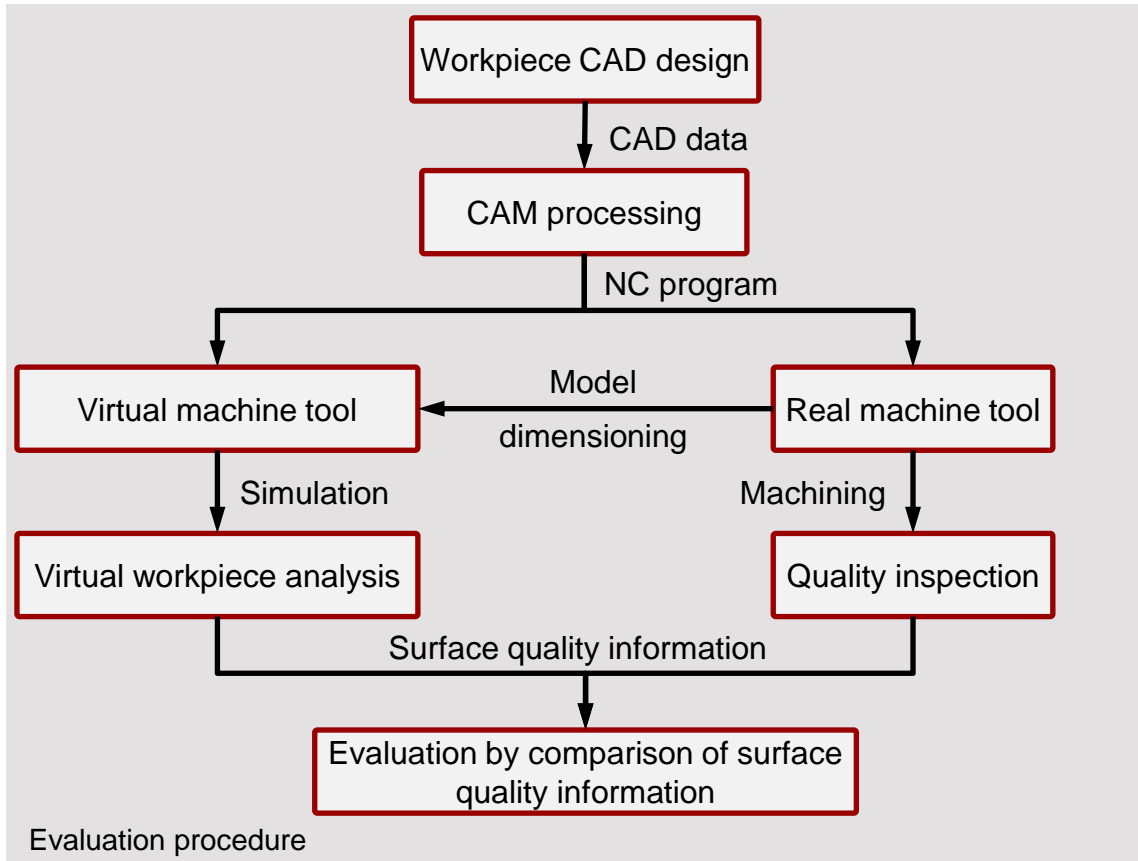 Workpiece CAD design
CAD data
CAM processing
NC program
Virtual machine tool
Model
dimensioning
Real machine tool
Simulation
Machining
Virtual workpiece analysis
Quality inspection
Surface quality information
Evaluation by comparison of surface
quality information
Evaluation procedure